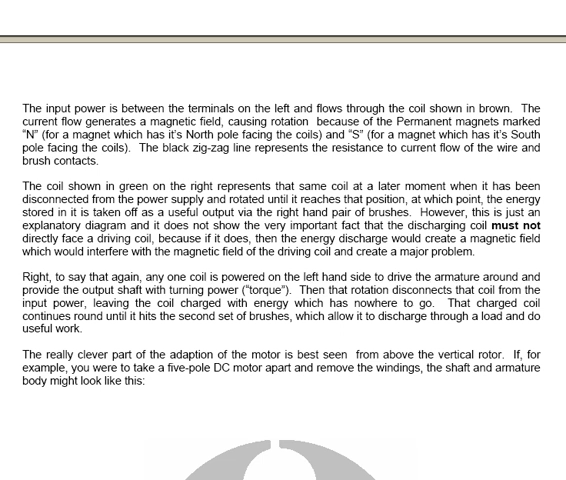 The input power is between the terminals on the left and flows through the coil shown in brown. The
current flow generates a magnetic field, causing rotation because of the Permanent magnets marked
“N” (for a magnet which has it’s North pole facing the coils) and “S” (for a magnet which has it’s South
pole facing the coils). The black zig-zag line represents the resistance to current flow of the wire and
brush contacts.
The coil shown in green on the right represents that same coil at a later moment when it has been
disconnected from the power supply and rotated until it reaches that position, at which point, the energy
stored in it is taken off as a useful output via the right hand pair of brushes. However, this is just an
explanatory diagram and it does not show the very important fact that the discharging coil must not
directly face a driving coil, because if it does, then the energy discharge would create a magnetic field
which would interfere with the magnetic field of the driving coil and create a major problem.
Right, to say that again, any one coil is powered on the left hand side to drive the armature around and
provide the output shaft with turning power (“torque”). Then that rotation disconnects that coil from the
input power, leaving the coil charged with energy which has nowhere to go. That charged coil
continues round until it hits the second set of brushes, which allow it to discharge through a load and do
useful work.
The really clever part of the adaption of the motor is best seen from above the vertical rotor. If, for
example, you were to take a five-pole DC motor apart and remove the windings, the shaft and armature
body might look like this: